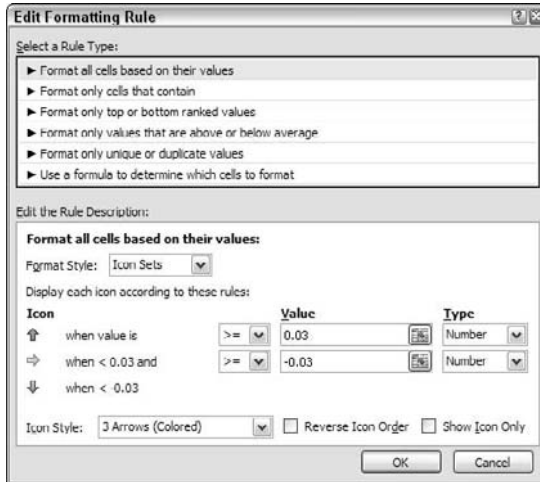 Edit Formatting Rule
Select a Rule Type:
► Format all cells based on their values
► Format only cells that contain
► Format only top or bottom ranked values
► Format only values that are above or below average
► Format only unique or duplicate values
► Use a formula to determine which cells to format
Edit the Rule Description:
Format all cells based on their values:
Format Style: Icon Sets
Display each icon according to these rules:
Icon Value Type
when value is >= 0.03 Number
when < 0.03 and >= -0.03 Number
when < -0.03
Icon Style: 3 Arrows (Colored) Reverse Icon Order Show Icon Only
OK Cancel